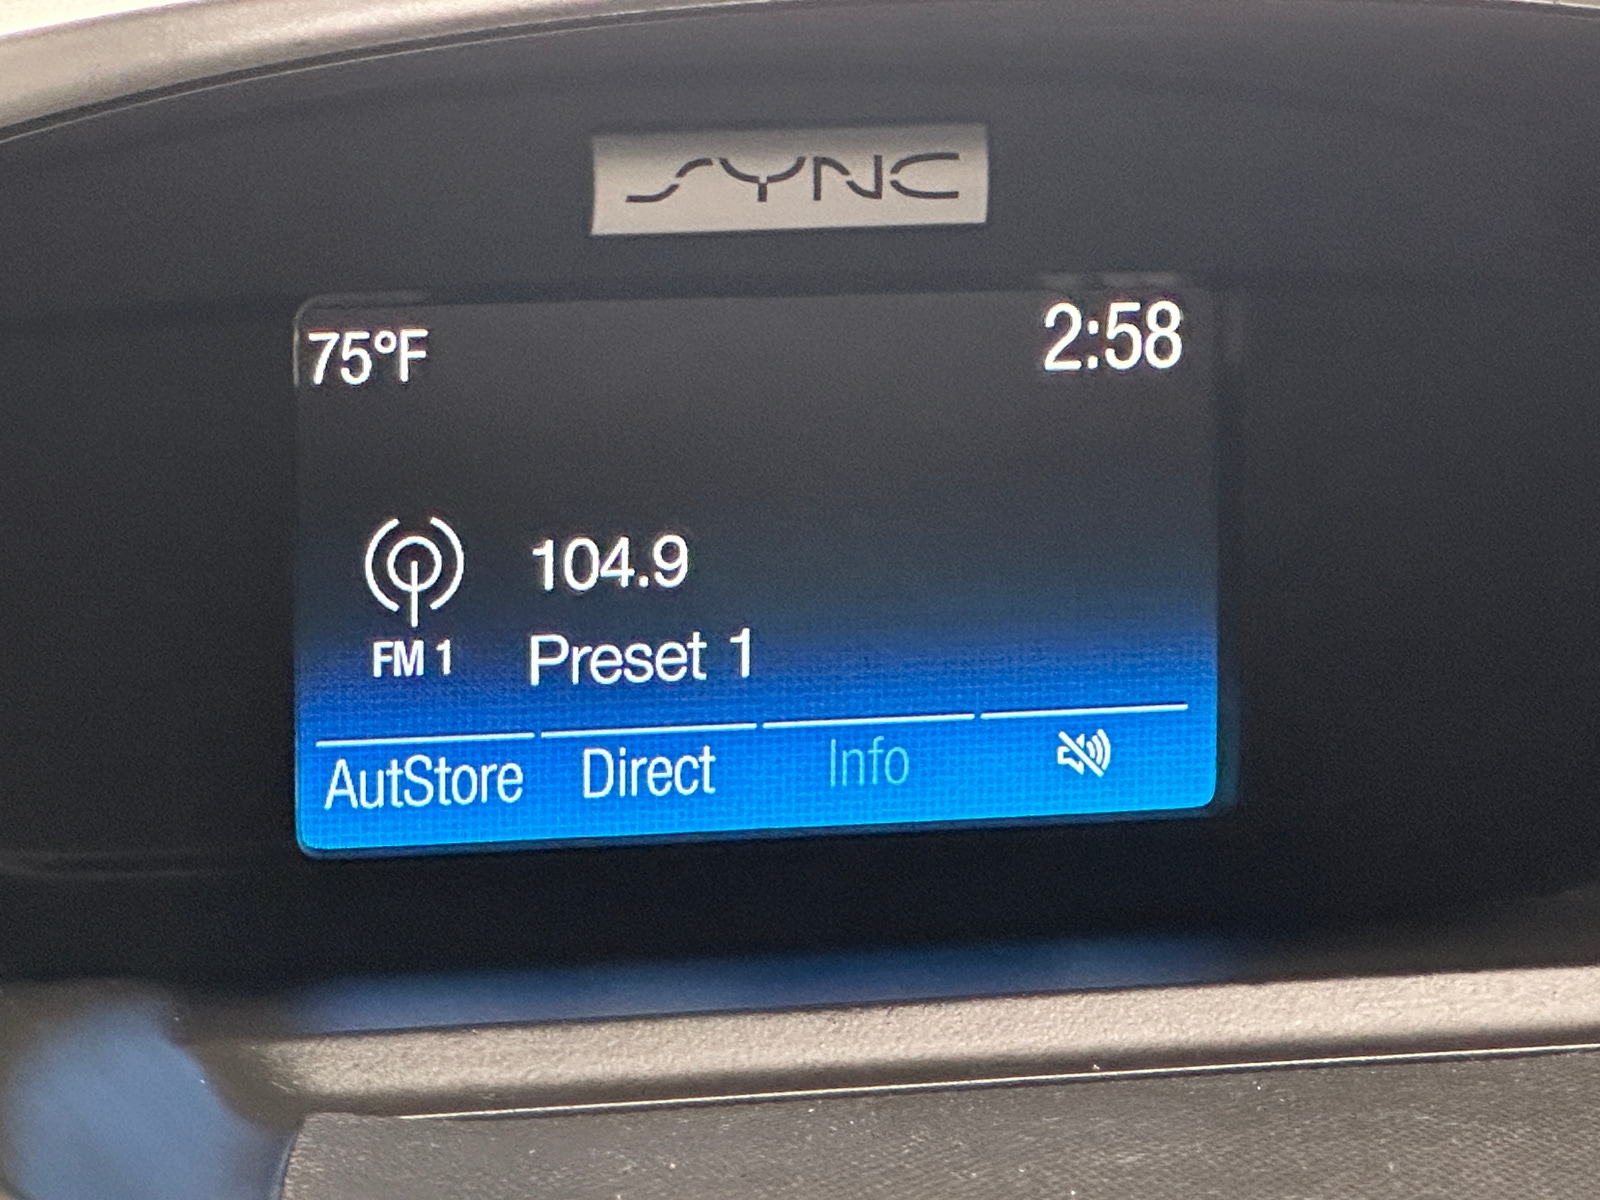 SYNC
75°F 2:58
104.9
FM 1 Preset 1
AutStore Direct Info